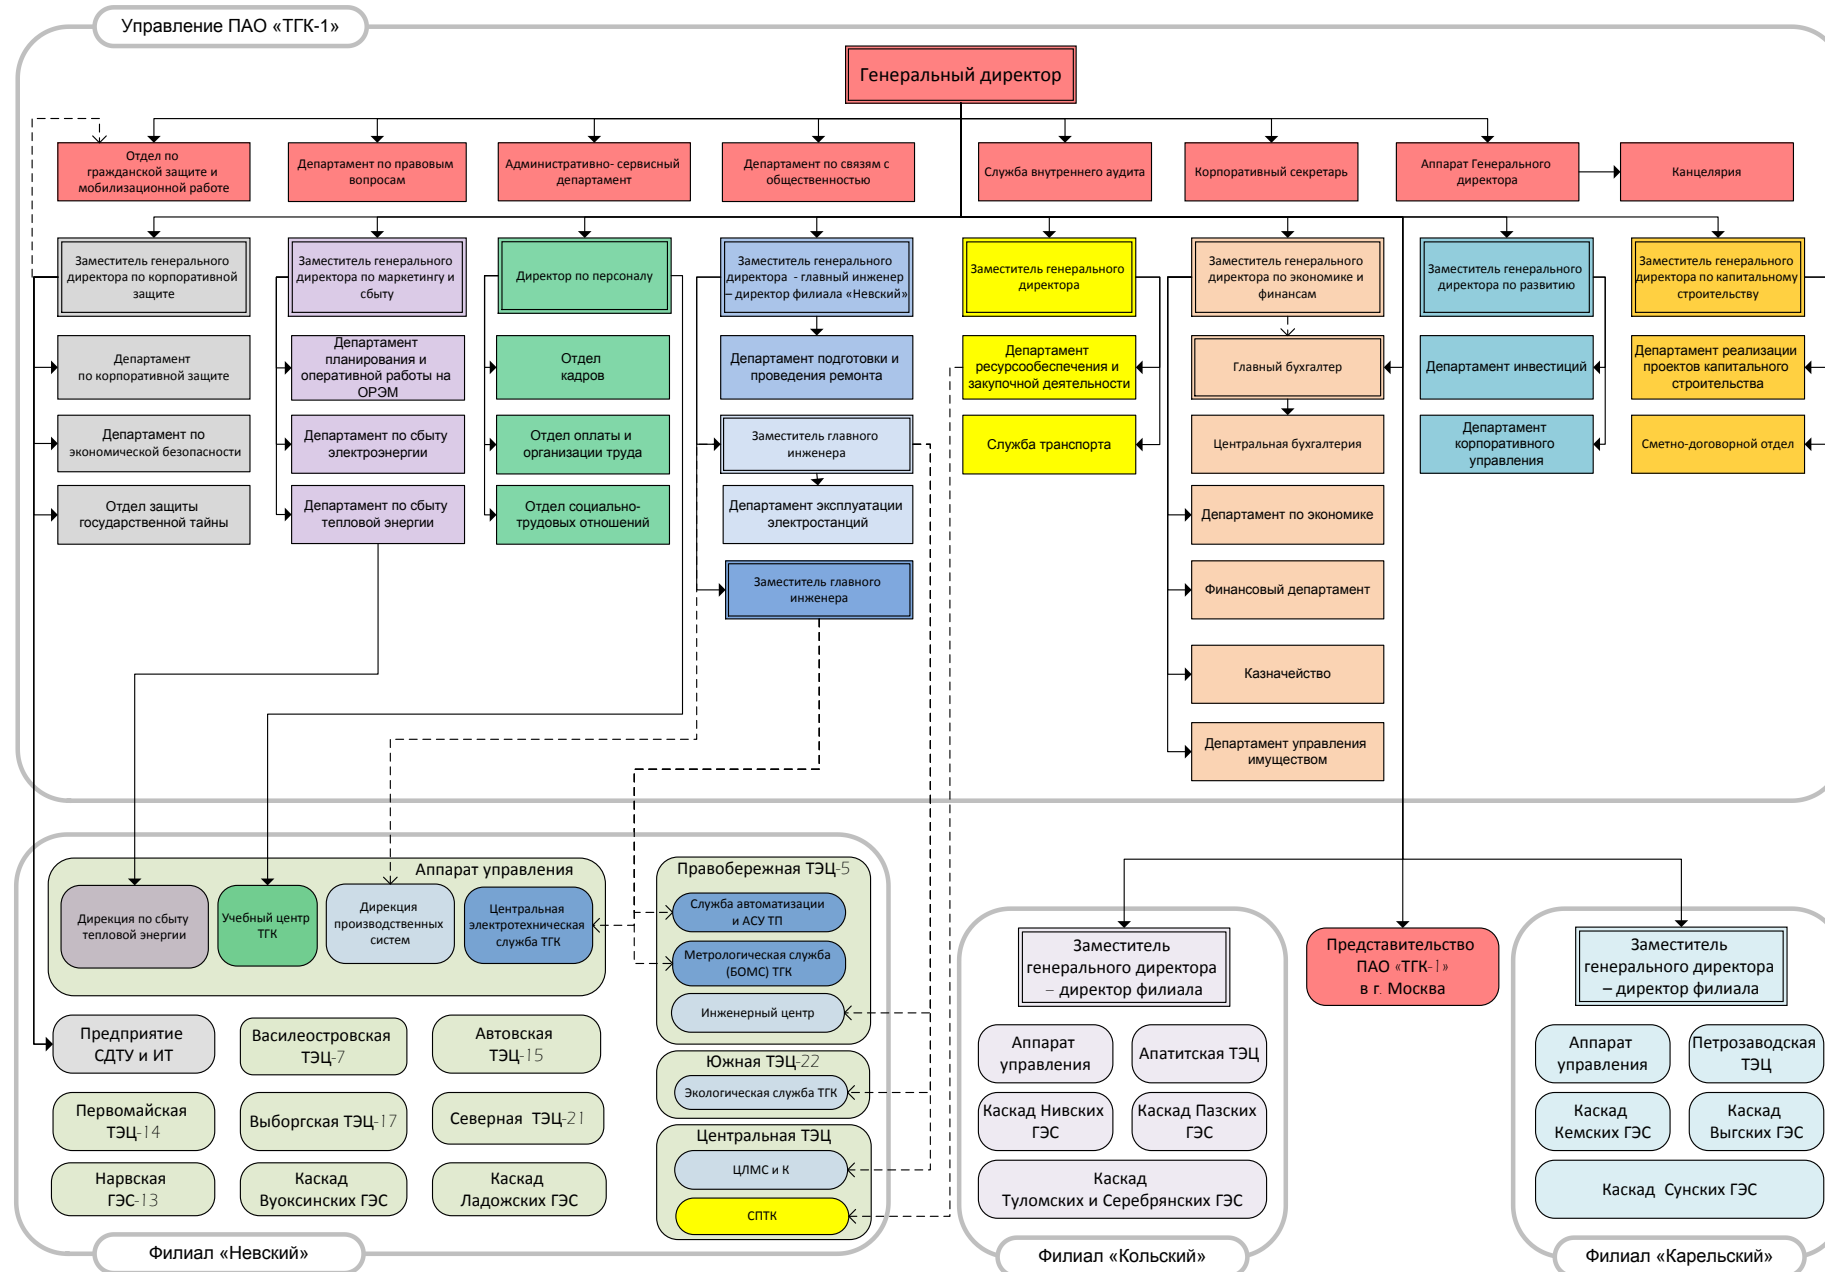 Управление ПАО «ТГК-1»
Генеральный директор
Отдел по
гражданской защите и
мобилизационной работе
Департамент по правовым
вопросам
Административно- сервисный
департамент
Департамент по связям с
общественностью
Служба внутреннего аудита
Корпоративный секретарь
Аппарат Генерального
директора
Канцелярия
Заместитель генерального
директора по корпоративной
защите
Заместитель генерального
директора по маркетингу и
сбыту
Директор по персоналу
Заместитель генерального
директора - главный инженер
– директор филиала «Невский»
Заместитель генерального
директора
Заместитель генерального
директора по экономике и
финансам
Заместитель генерального
директора по развитию
Заместитель генерального
директора по капитальному
строительству
Департамент
по корпоративной защите
Департамент
планирования и
оперативной работы на
ОРЭМ
Отдел
кадров
Департамент подготовки и
проведения ремонта
Департамент
ресурсообеспечения и
закупочной деятельности
Главный бухгалтер
Департамент инвестиций
Департамент реализации
проектов капитального
строительства
Департамент по
экономической безопасности
Департамент по сбыту
электроэнергии
Отдел оплаты и
организации труда
Заместитель главного
инженера
Служба транспорта
Центральная бухгалтерия
Департамент
корпоративного
управления
Сметно-договорной отдел
Отдел защиты
государственной тайны
Департамент по сбыту
тепловой энергии
Отдел социально-
трудовых отношений
Департамент эксплуатации
электростанций
Департамент по экономике
Заместитель главного
инженера
Финансовый департамент
Казначейство
Департамент управления
имуществом
Аппарат управления
Дирекция по сбыту
тепловой энергии
Учебный центр
ТГК
Дирекция
производственных
систем
Центральная
электротехническая
служба ТГК
Правобережная ТЭЦ-5
Служба автоматизации
и АСУ ТП
Метрологическая служба
(БОМС) ТГК
Инженерный центр
Предприятие
СДТУ и ИТ
Василеостровская
ТЭЦ-7
Автовская
ТЭЦ-15
Южная ТЭЦ-22
Экологическая служба ТГК
Первомайская
ТЭЦ-14
Выборгская ТЭЦ-17
Северная ТЭЦ-21
Центральная ТЭЦ
ЦЛМС и К
СПТК
Нарвская
ГЭС-13
Каскад
Вуоксинских ГЭС
Каскад
Ладожских ГЭС
Филиал «Невский»
Заместитель
генерального директора
– директор филиала
Аппарат
управления
Апатитская ТЭЦ
Каскад Нивских
ГЭС
Каскад Пазских
ГЭС
Каскад
Туломских и Серебрянских ГЭС
Филиал «Кольский»
Представительство
ПАО «ТГК-1»
в г. Москва
Заместитель
генерального директора
– директор филиала
Аппарат
управления
Петрозаводская
ТЭЦ
Каскад
Кемских ГЭС
Каскад
Выгских ГЭС
Каскад Сунских ГЭС
Филиал «Карельский»